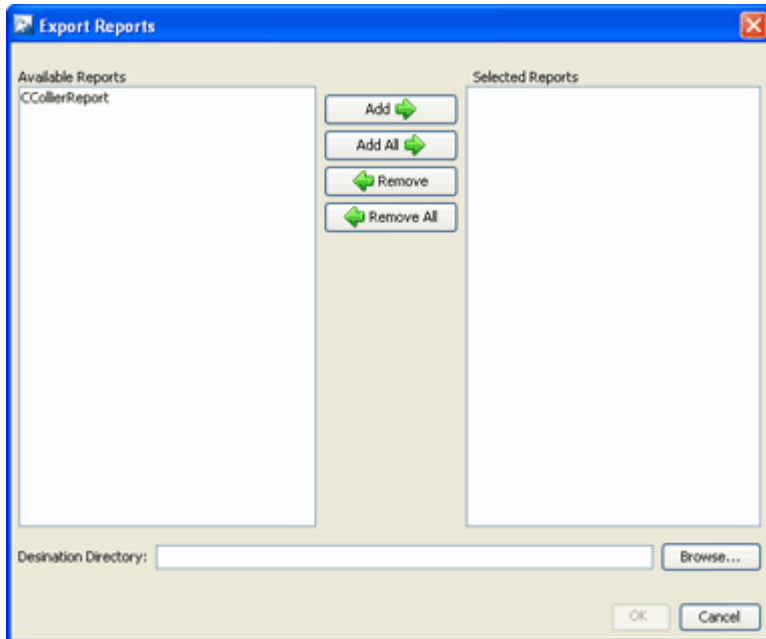 Export Reports
Available Reports
Selected Reports
CCollierReport
Add
Add All
Remove
Remove All
Desination Directory:
Browse...
OK
Cancel